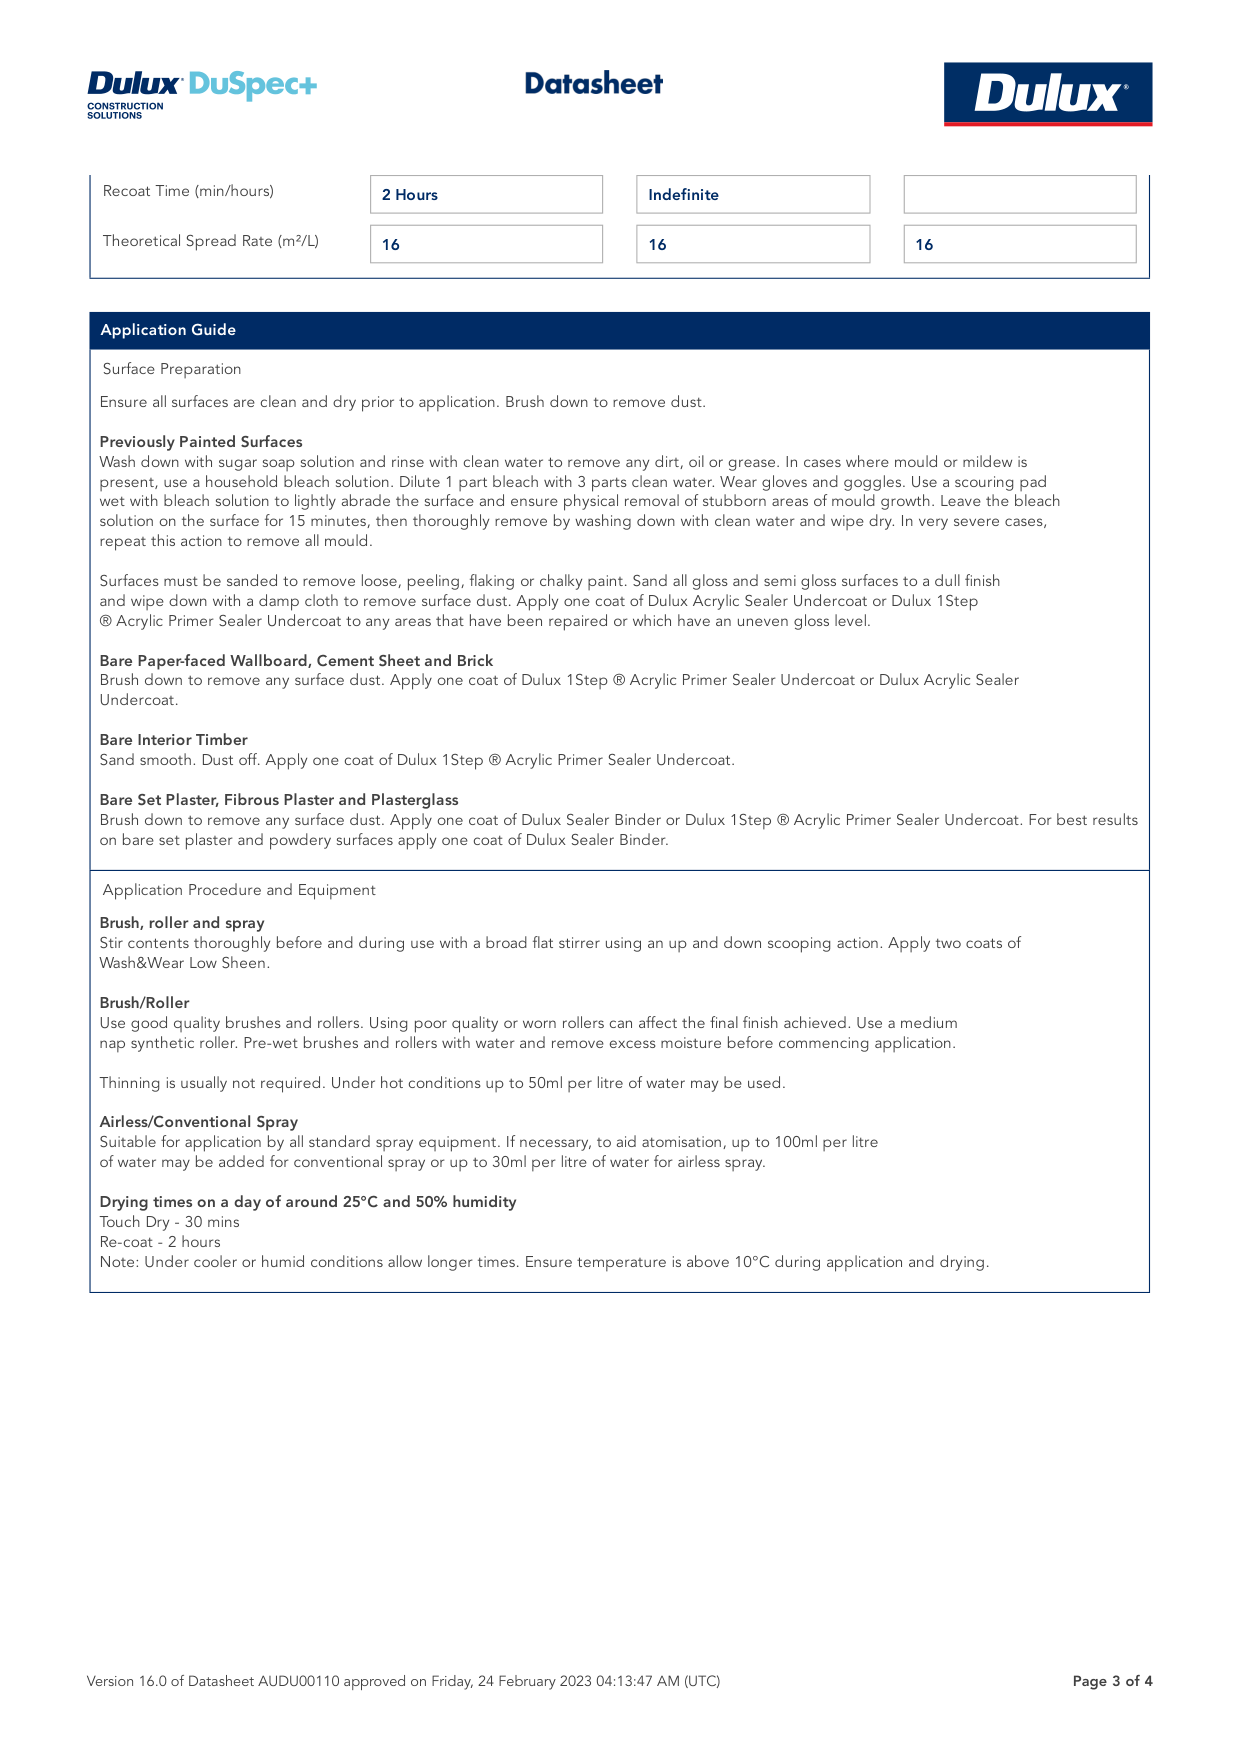 Dulux DuSpec+
CONSTRUCTION
SOLUTIONS
Datasheet
Dulux®
Recoat Time (min/hours) 2 Hours Indefinite
Theoretical Spread Rate (m²/L) 16 16 16
Application Guide
Surface Preparation
Ensure all surfaces are clean and dry prior to application. Brush down to remove dust.
Previously Painted Surfaces
Wash down with sugar soap solution and rinse with clean water to remove any dirt, oil or grease. In cases where mould or mildew is
present, use a household bleach solution. Dilute 1 part bleach with 3 parts clean water. Wear gloves and goggles. Use a scouring pad
wet with bleach solution to lightly abrade the surface and ensure physical removal of stubborn areas of mould growth. Leave the bleach
solution on the surface for 15 minutes, then thoroughly remove by washing down with clean water and wipe dry. In very severe cases,
repeat this action to remove all mould.
Surfaces must be sanded to remove loose, peeling, flaking or chalky paint. Sand all gloss and semi gloss surfaces to a dull finish
and wipe down with a damp cloth to remove surface dust. Apply one coat of Dulux Acrylic Sealer Undercoat or Dulux 1Step
® Acrylic Primer Sealer Undercoat to any areas that have been repaired or which have an uneven gloss level.
Bare Paper-faced Wallboard, Cement Sheet and Brick
Brush down to remove any surface dust. Apply one coat of Dulux 1Step ® Acrylic Primer Sealer Undercoat or Dulux Acrylic Sealer
Undercoat.
Bare Interior Timber
Sand smooth. Dust off. Apply one coat of Dulux 1Step ® Acrylic Primer Sealer Undercoat.
Bare Set Plaster, Fibrous Plaster and Plasterglass
Brush down to remove any surface dust. Apply one coat of Dulux Sealer Binder or Dulux 1Step ® Acrylic Primer Sealer Undercoat. For best results
on bare set plaster and powdery surfaces apply one coat of Dulux Sealer Binder.
Application Procedure and Equipment
Brush, roller and spray
Stir contents thoroughly before and during use with a broad flat stirrer using an up and down scooping action. Apply two coats of
Wash&Wear Low Sheen.
Brush/Roller
Use good quality brushes and rollers. Using poor quality or worn rollers can affect the final finish achieved. Use a medium
nap synthetic roller. Pre-wet brushes and rollers with water and remove excess moisture before commencing application.
Thinning is usually not required. Under hot conditions up to 50ml per litre of water may be used.
Airless/Conventional Spray
Suitable for application by all standard spray equipment. If necessary, to aid atomisation, up to 100ml per litre
of water may be added for conventional spray or up to 30ml per litre of water for airless spray.
Drying times on a day of around 25°C and 50% humidity
Touch Dry - 30 mins
Re-coat - 2 hours
Note: Under cooler or humid conditions allow longer times. Ensure temperature is above 10°C during application and drying.
Version 16.0 of Datasheet AUDU00110 approved on Friday, 24 February 2023 04:13:47 AM (UTC)
Page 3 of 4